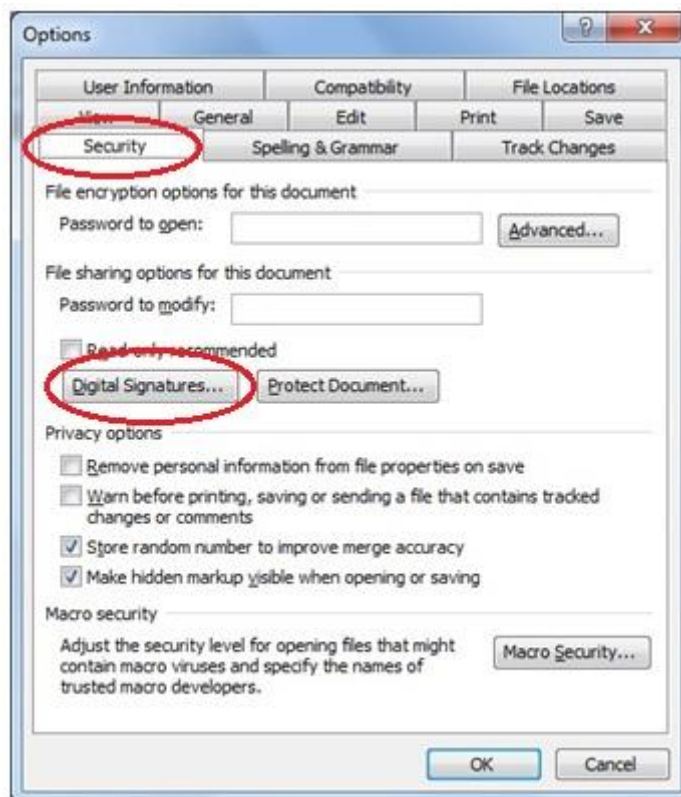 Options
User Information Compatibility File Locations
View General Edit Print Save
Security Spelling & Grammar Track Changes
File encryption options for this document
Password to open:
Advanced...
File sharing options for this document
Password to modify:
Read-only recommended
Digital Signatures... Protect Document...
Privacy options
Remove personal information from file properties on save
Warn before printing, saving or sending a file that contains tracked
changes or comments
Store random number to improve merge accuracy
Make hidden markup visible when opening or saving
Macro security
Adjust the security level for opening files that might
contain macro viruses and specify the names of
trusted macro developers.
Macro Security...
OK Cancel